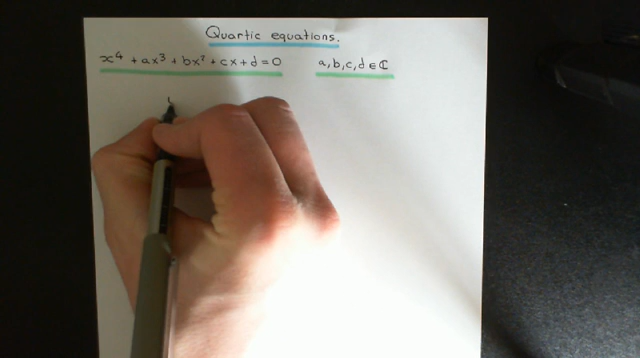 Quartic equations.
x⁴ + ax³ + bx² + cx + d = 0 a, b, c, d ∈ ℂ